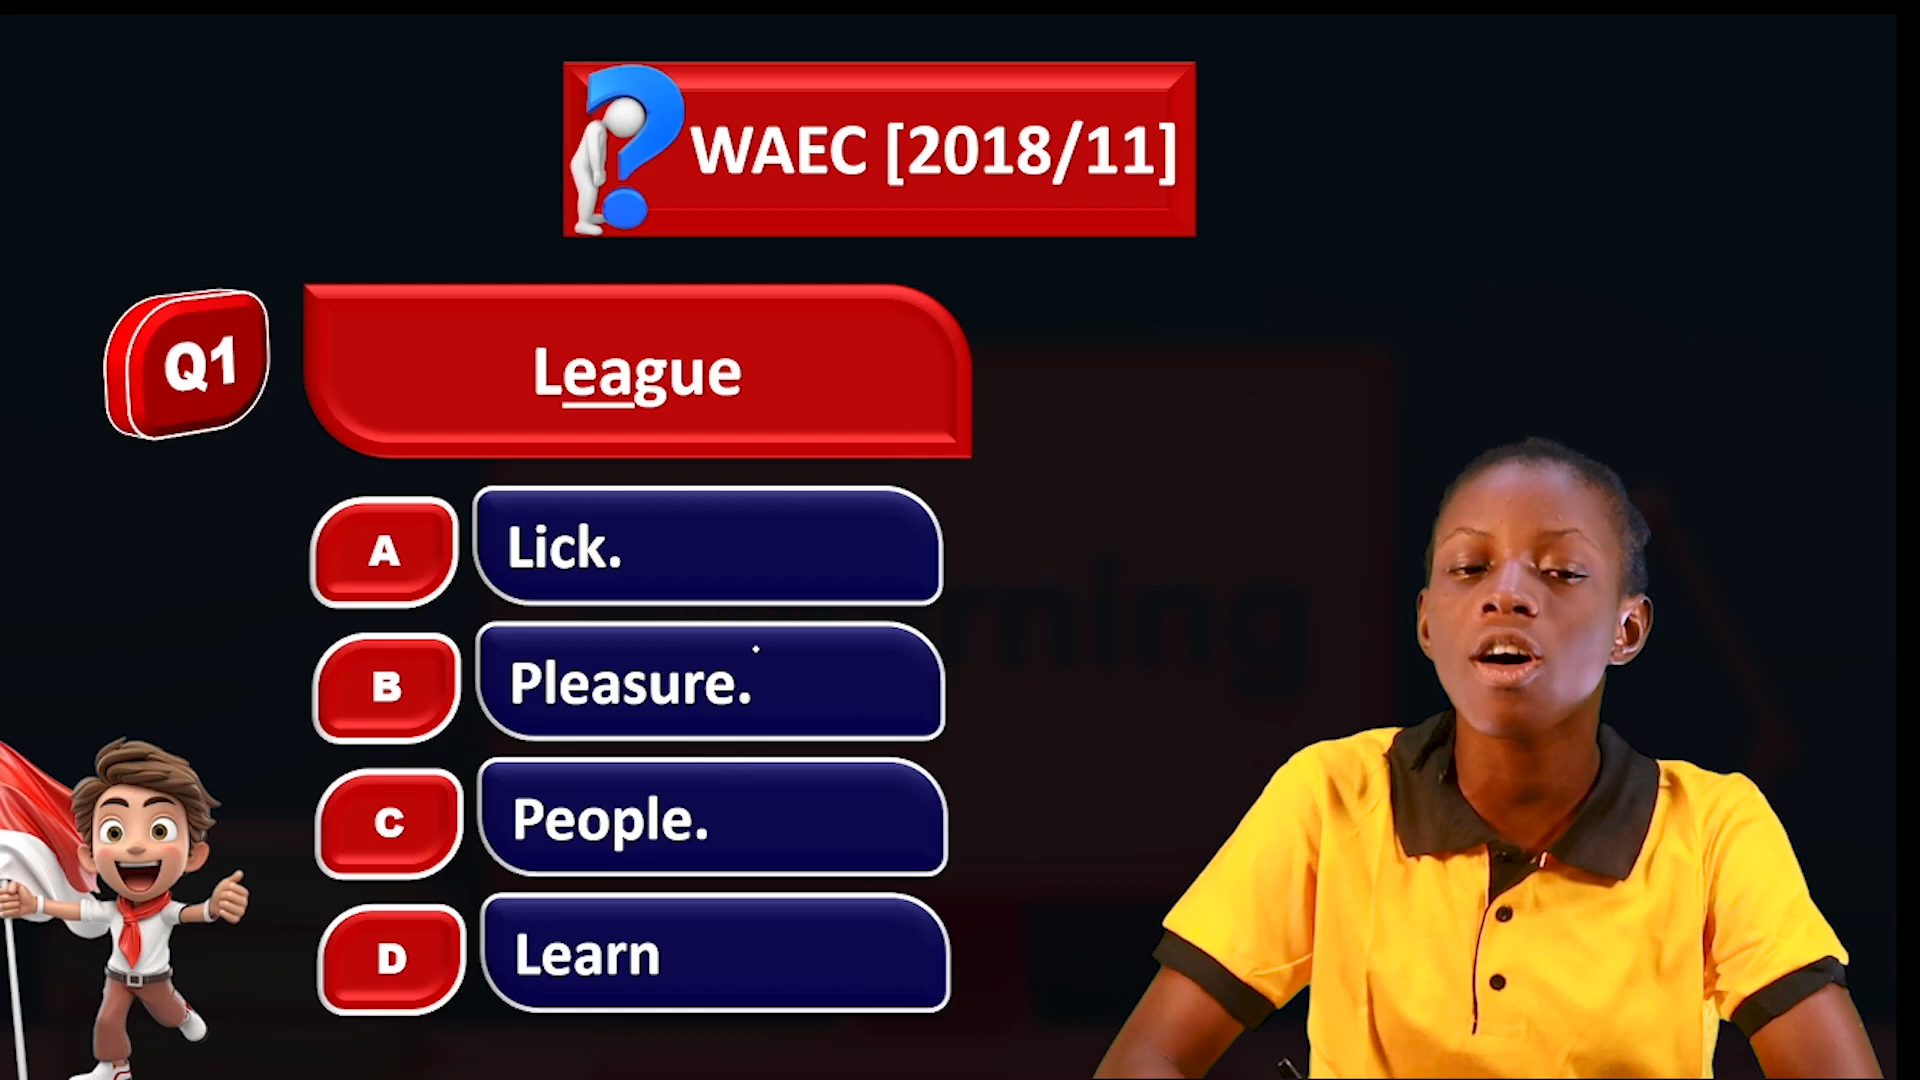 WAEC [2018/11]
Q1
League
A
Lick.
B
Pleasure.
C
People.
D
Learn